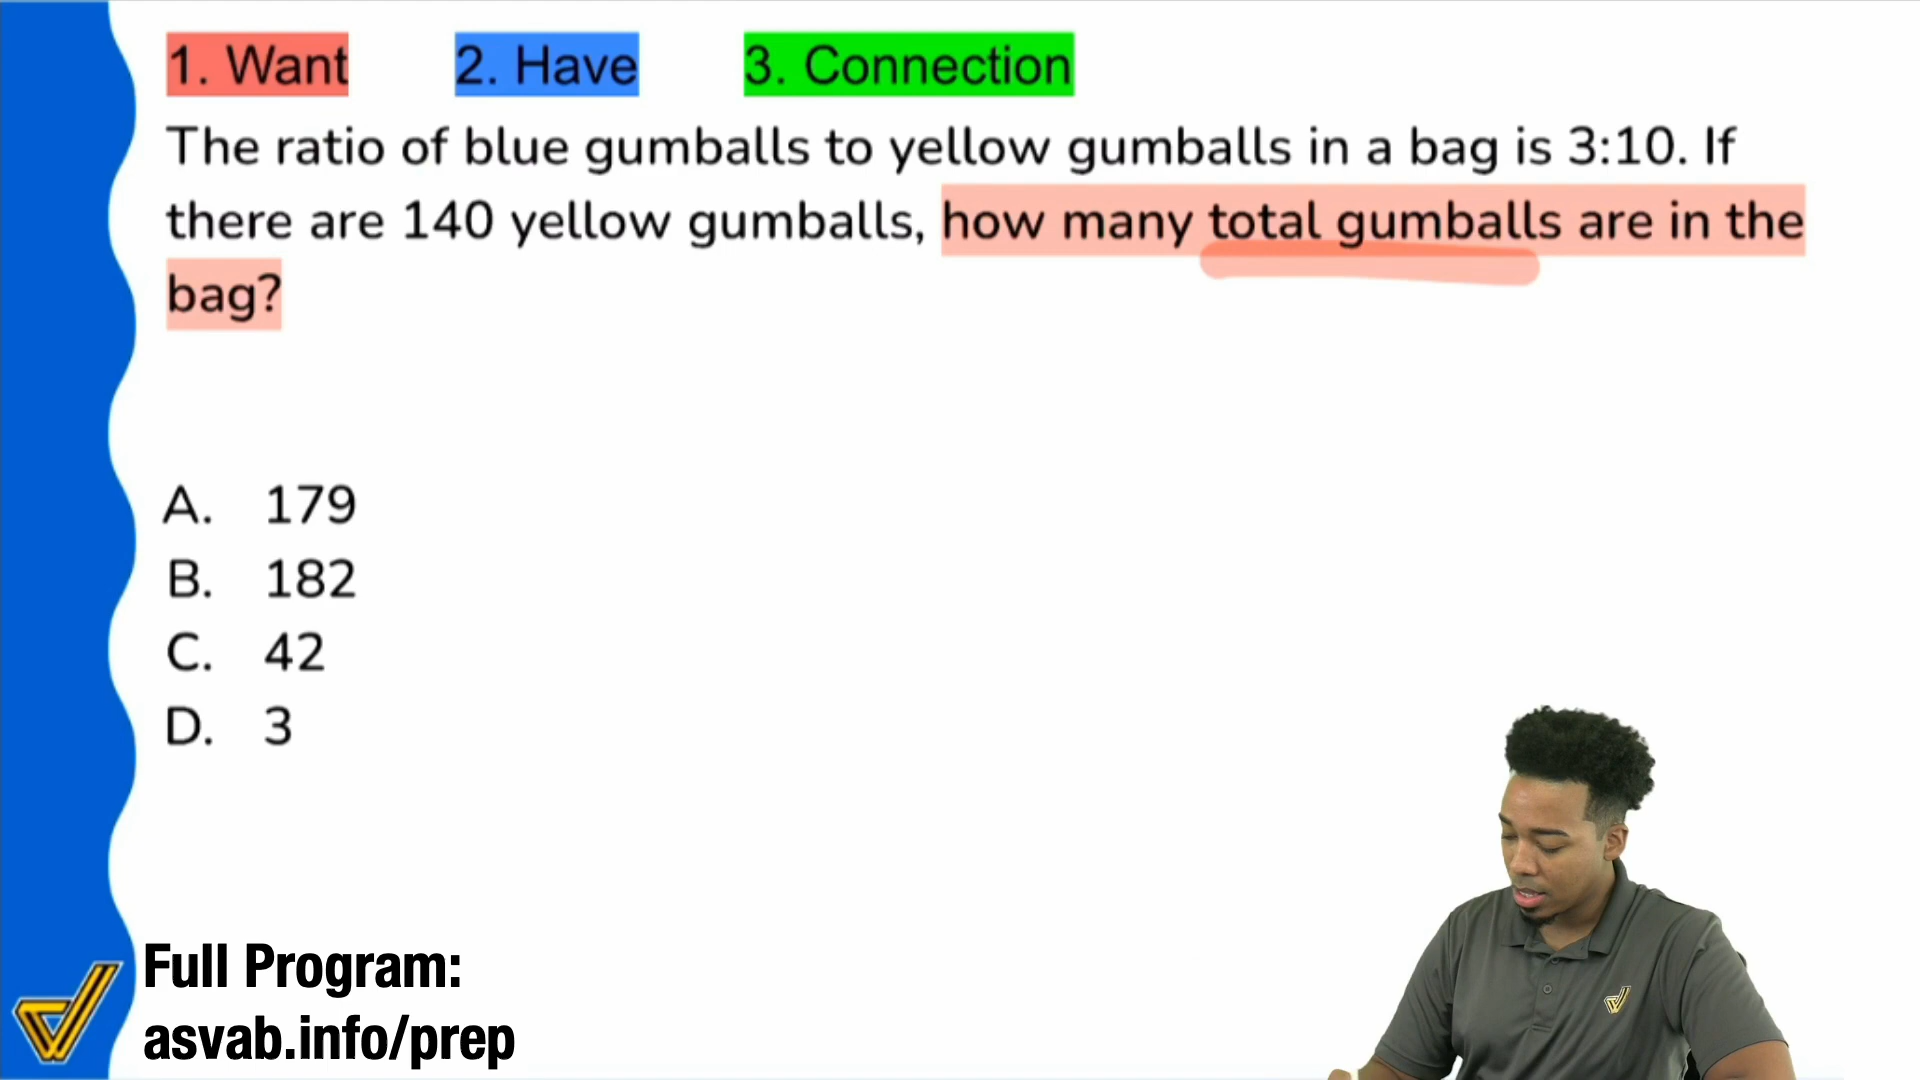 1. Want 2. Have 3. Connection
The ratio of blue gumballs to yellow gumballs in a bag is 3:10. If
there are 140 yellow gumballs, how many total gumballs are in the
bag?
A. 179
B. 182
C. 42
D. 3
Full Program:
asvab.info/prep